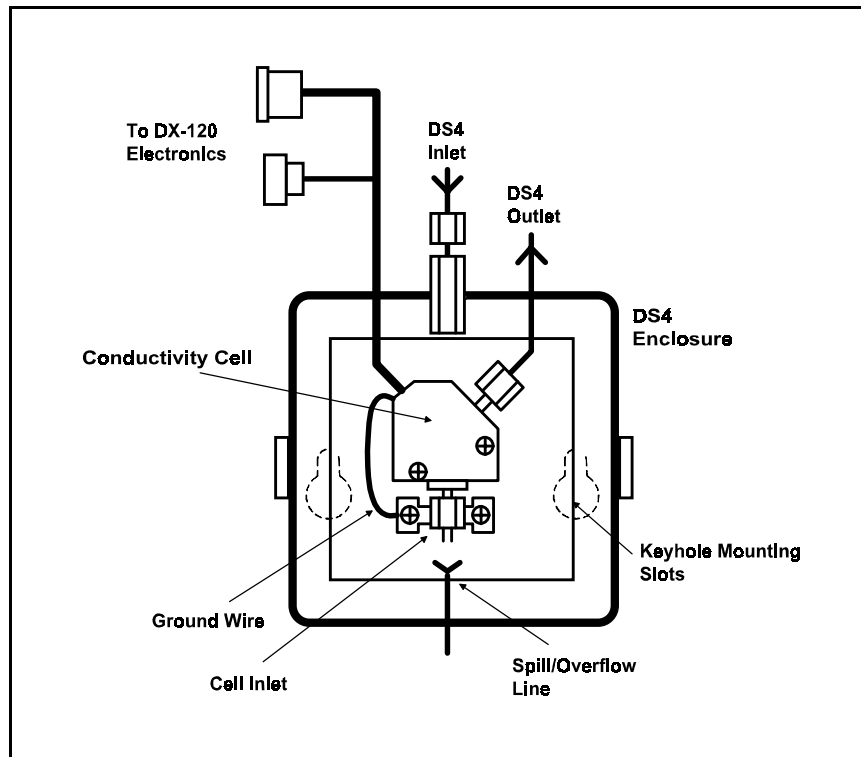 To DX-120
Electronics
DS4
Inlet
DS4
Outlet
DS4
Enclosure
Conductivity Cell
Keyhole Mounting
Slots
Ground Wire
Cell Inlet
Spill/Overflow
Line